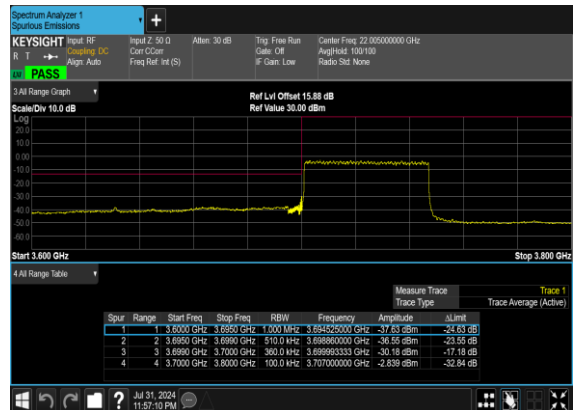 Spectrum Analyzer 1
Spurious Emissions
+
KEYSIGHT Input: RF Input Z: 50 Ω Atten: 30 dB Trig: Free Run Center Freq: 22.005000000 GHz
R T Coupling: DC Corr CCorr Gate: Off Avg|Hold: 100/100
Align: Auto Freq Ref: Int (S) IF Gain: Low Radio Std: None
LW PASS
3 All Range Graph Ref Lvl Offset 15.88 dB
Scale/Div 10.0 dB Ref Value 30.00 dBm
Log
20.0
10.0
0.00
-10.0
-20.0
-30.0
-40.0
-50.0
-60.0
Start 3.600 GHz Stop 3.800 GHz
4 All Range Table
Measure Trace Trace 1
Trace Type Trace Average (Active)
Spur Range Start Freq Stop Freq RBW Frequency Amplitude ΔLimit
1 1 3.6000 GHz 3.6950 GHz 1.000 MHz 3.694525000 GHz -37.63 dBm -24.63 dB
2 2 3.6950 GHz 3.6990 GHz 510.0 kHz 3.698860000 GHz -36.55 dBm -23.55 dB
3 3 3.6990 GHz 3.7000 GHz 360.0 kHz 3.699993333 GHz -30.18 dBm -17.18 dB
4 4 3.7000 GHz 3.8000 GHz 100.0 kHz 3.707000000 GHz -2.839 dBm -32.84 dB
? Jul 31, 2024
11:57:10 PM